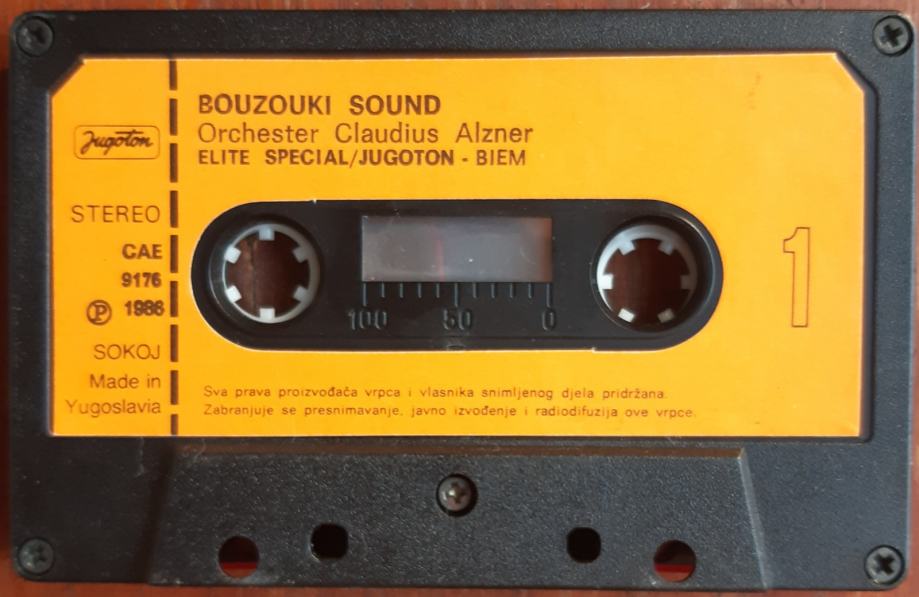 BOUZOUKI SOUND
Orchester Claudius Alzner
ELITE SPECIAL/JUGOTON - BIEM
Jugoton
STEREO
CAE
9176
Ⓟ 1986
SOKOJ
Made in
Yugoslavia
100 50 0
1
Sva prava proizvođača vrpca i vlasnika snimljenog djela pridržana.
Zabranjuje se presnimavanje, javno izvođenje i radiodifuzija ove vrpce.